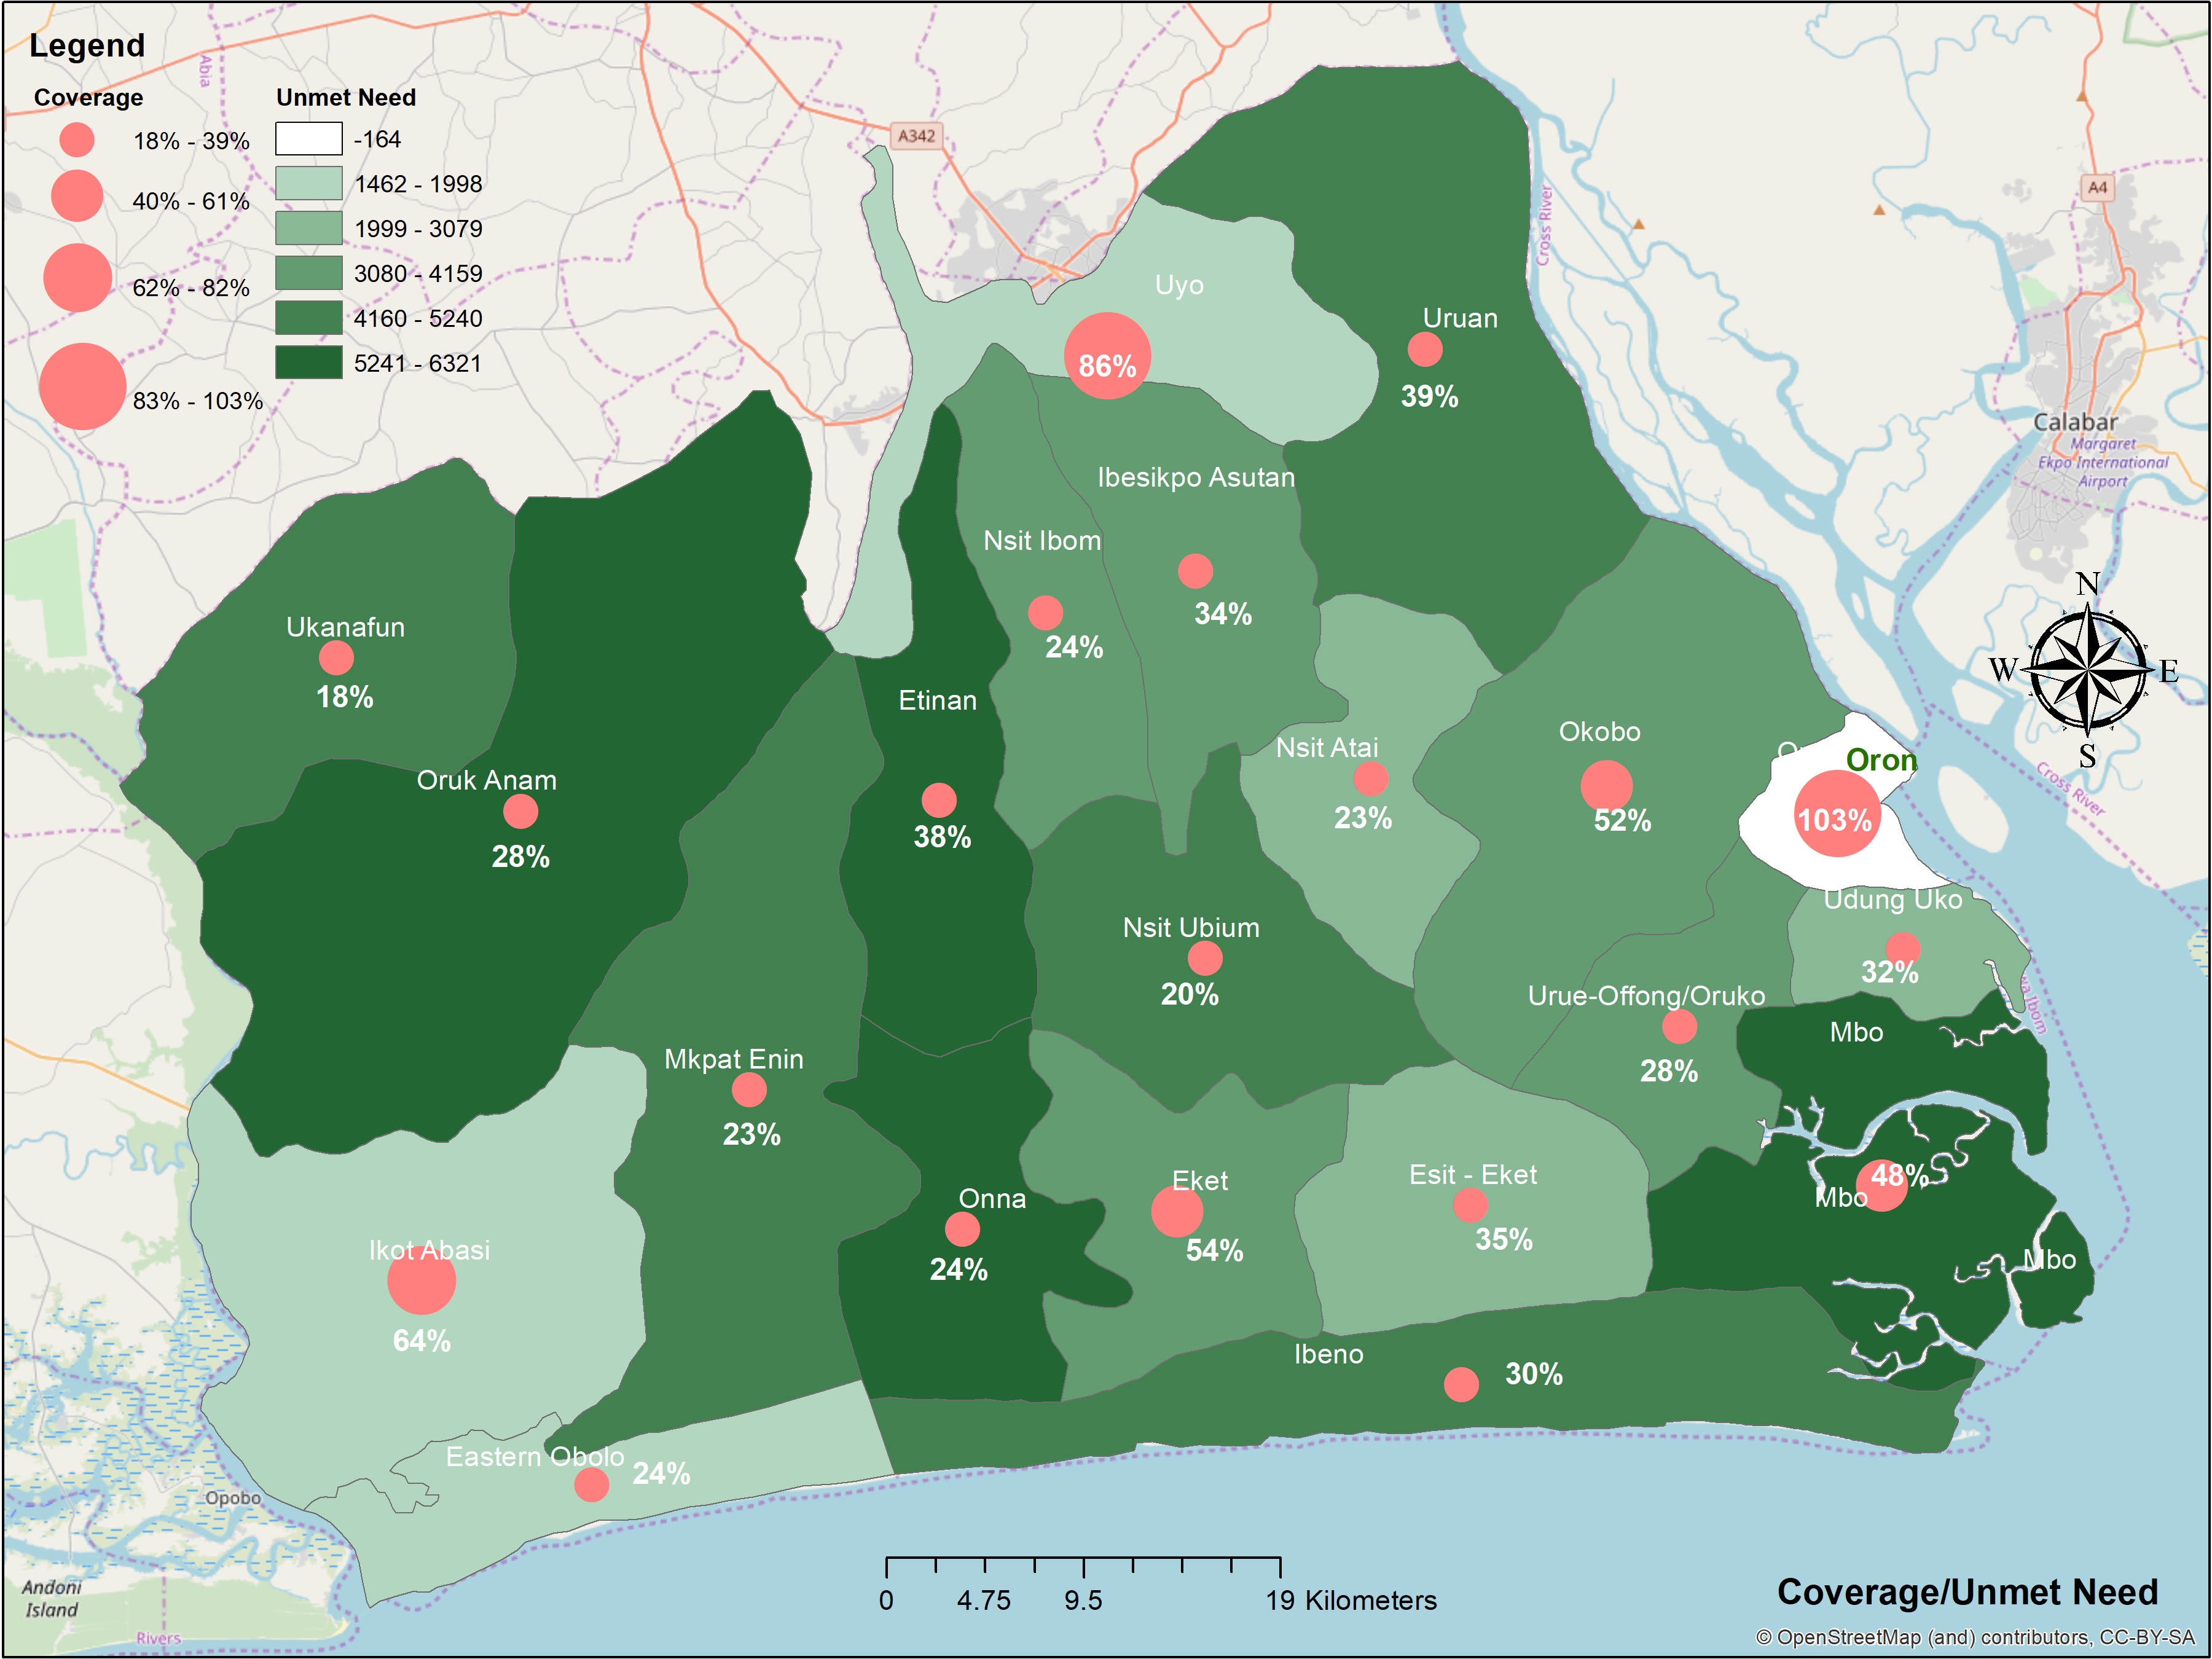 Legend
Coverage
18% - 39%
40% - 61%
62% - 82%
83% - 103%
Unmet Need
-164
1462 - 1998
1999 - 3079
3080 - 4159
4160 - 5240
5241 - 6321
Abia
A342
A4
Cross River
Calabar
Margaret
Ekpo International
Airport
N
W
E
S
Uyo
86%
Uruan
39%
Ibesikpo Asutan
34%
Nsit Ibom
24%
Ukanafun
18%
Etinan
38%
Oruk Anam
28%
Nsit Atai
23%
Okobo
52%
Oron
103%
Cross River
Udung Uko
32%
Nsit Ubium
20%
Urue-Offong/Oruko
28%
Mbo
Mkpat Enin
23%
Onna
24%
Eket
54%
Esit - Eket
35%
48%
Mbo
Mbo
Ikot Abasi
64%
Ibeno
30%
Eastern Obolo
24%
Opobo
Andoni
Island
Rivers
0 4.75 9.5 19 Kilometers
Coverage/Unmet Need
© OpenStreetMap (and) contributors, CC-BY-SA